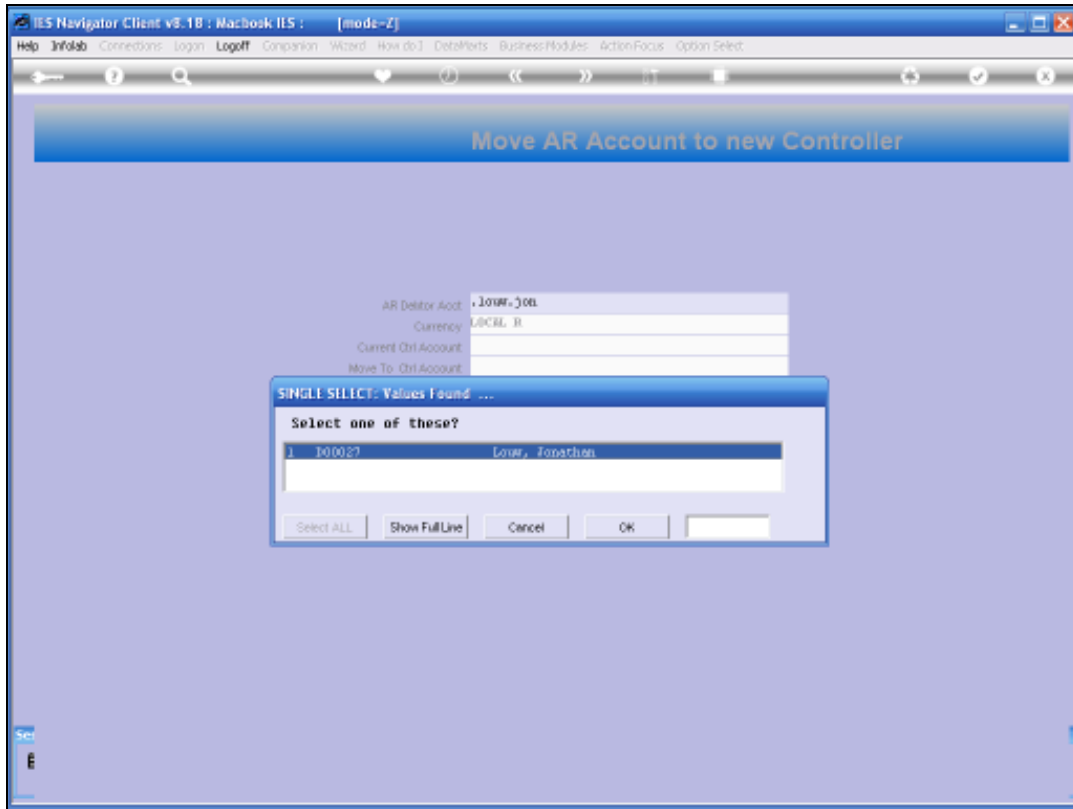 IES Navigator Client v8.1B : Macbook IES : [mode=Z]
Help Infolab Connections Logon Logoff Companion Wizard How do I DataAlerts Business Modules Action Focus Option Select
Move AR Account to new Controller
AR Debtor Acct .louw.jon
Currency LOCAL R
Current Ctrl Account
Move To Ctrl Account
SINGLE SELECT: Values Found ...
Select one of these?
1 D00027 Louw, Jonathan
Select ALL Show Full Line Cancel OK
Se
E